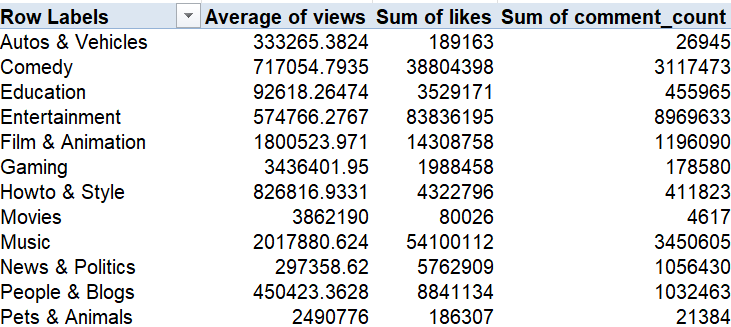 Row Labels Average of views Sum of likes Sum of comment_count
Autos & Vehicles 333265.3824 189163 26945
Comedy 717054.7935 38804398 3117473
Education 92618.26474 3529171 455965
Entertainment 574766.2767 83836195 8969633
Film & Animation 1800523.971 14308758 1196090
Gaming 3436401.95 1988458 178580
Howto & Style 826816.9331 4322796 411823
Movies 3862190 80026 4617
Music 2017880.624 54100112 3450605
News & Politics 297358.62 5762909 1056430
People & Blogs 450423.3628 8841134 1032463
Pets & Animals 2490776 186307 21384